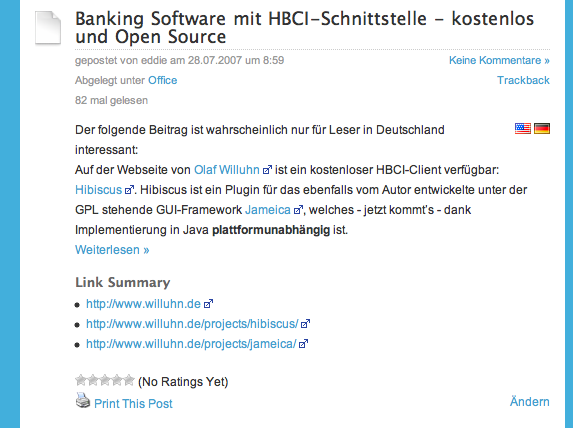 Banking Software mit HBCI-Schnittstelle - kostenlos
und Open Source
gepostet von eddie am 28.07.2007 um 8:59 Keine Kommentare »
Abgelegt unter Office Trackback
82 mal gelesen
Der folgende Beitrag ist wahrscheinlich nur für Leser in Deutschland
interessant:
Auf der Webseite von Olaf Willuhn ist ein kostenloser HBCI-Client verfügbar:
Hibiscus. Hibiscus ist ein Plugin für das ebenfalls vom Autor entwickelte unter der
GPL stehende GUI-Framework Jameica, welches - jetzt kommt's - dank
Implementierung in Java plattformunabhängig ist.
Weiterlesen »
Link Summary
http://www.willuhn.de
http://www.willuhn.de/projects/hibiscus/
http://www.willuhn.de/projects/jameica/
(No Ratings Yet)
Print This Post Ändern